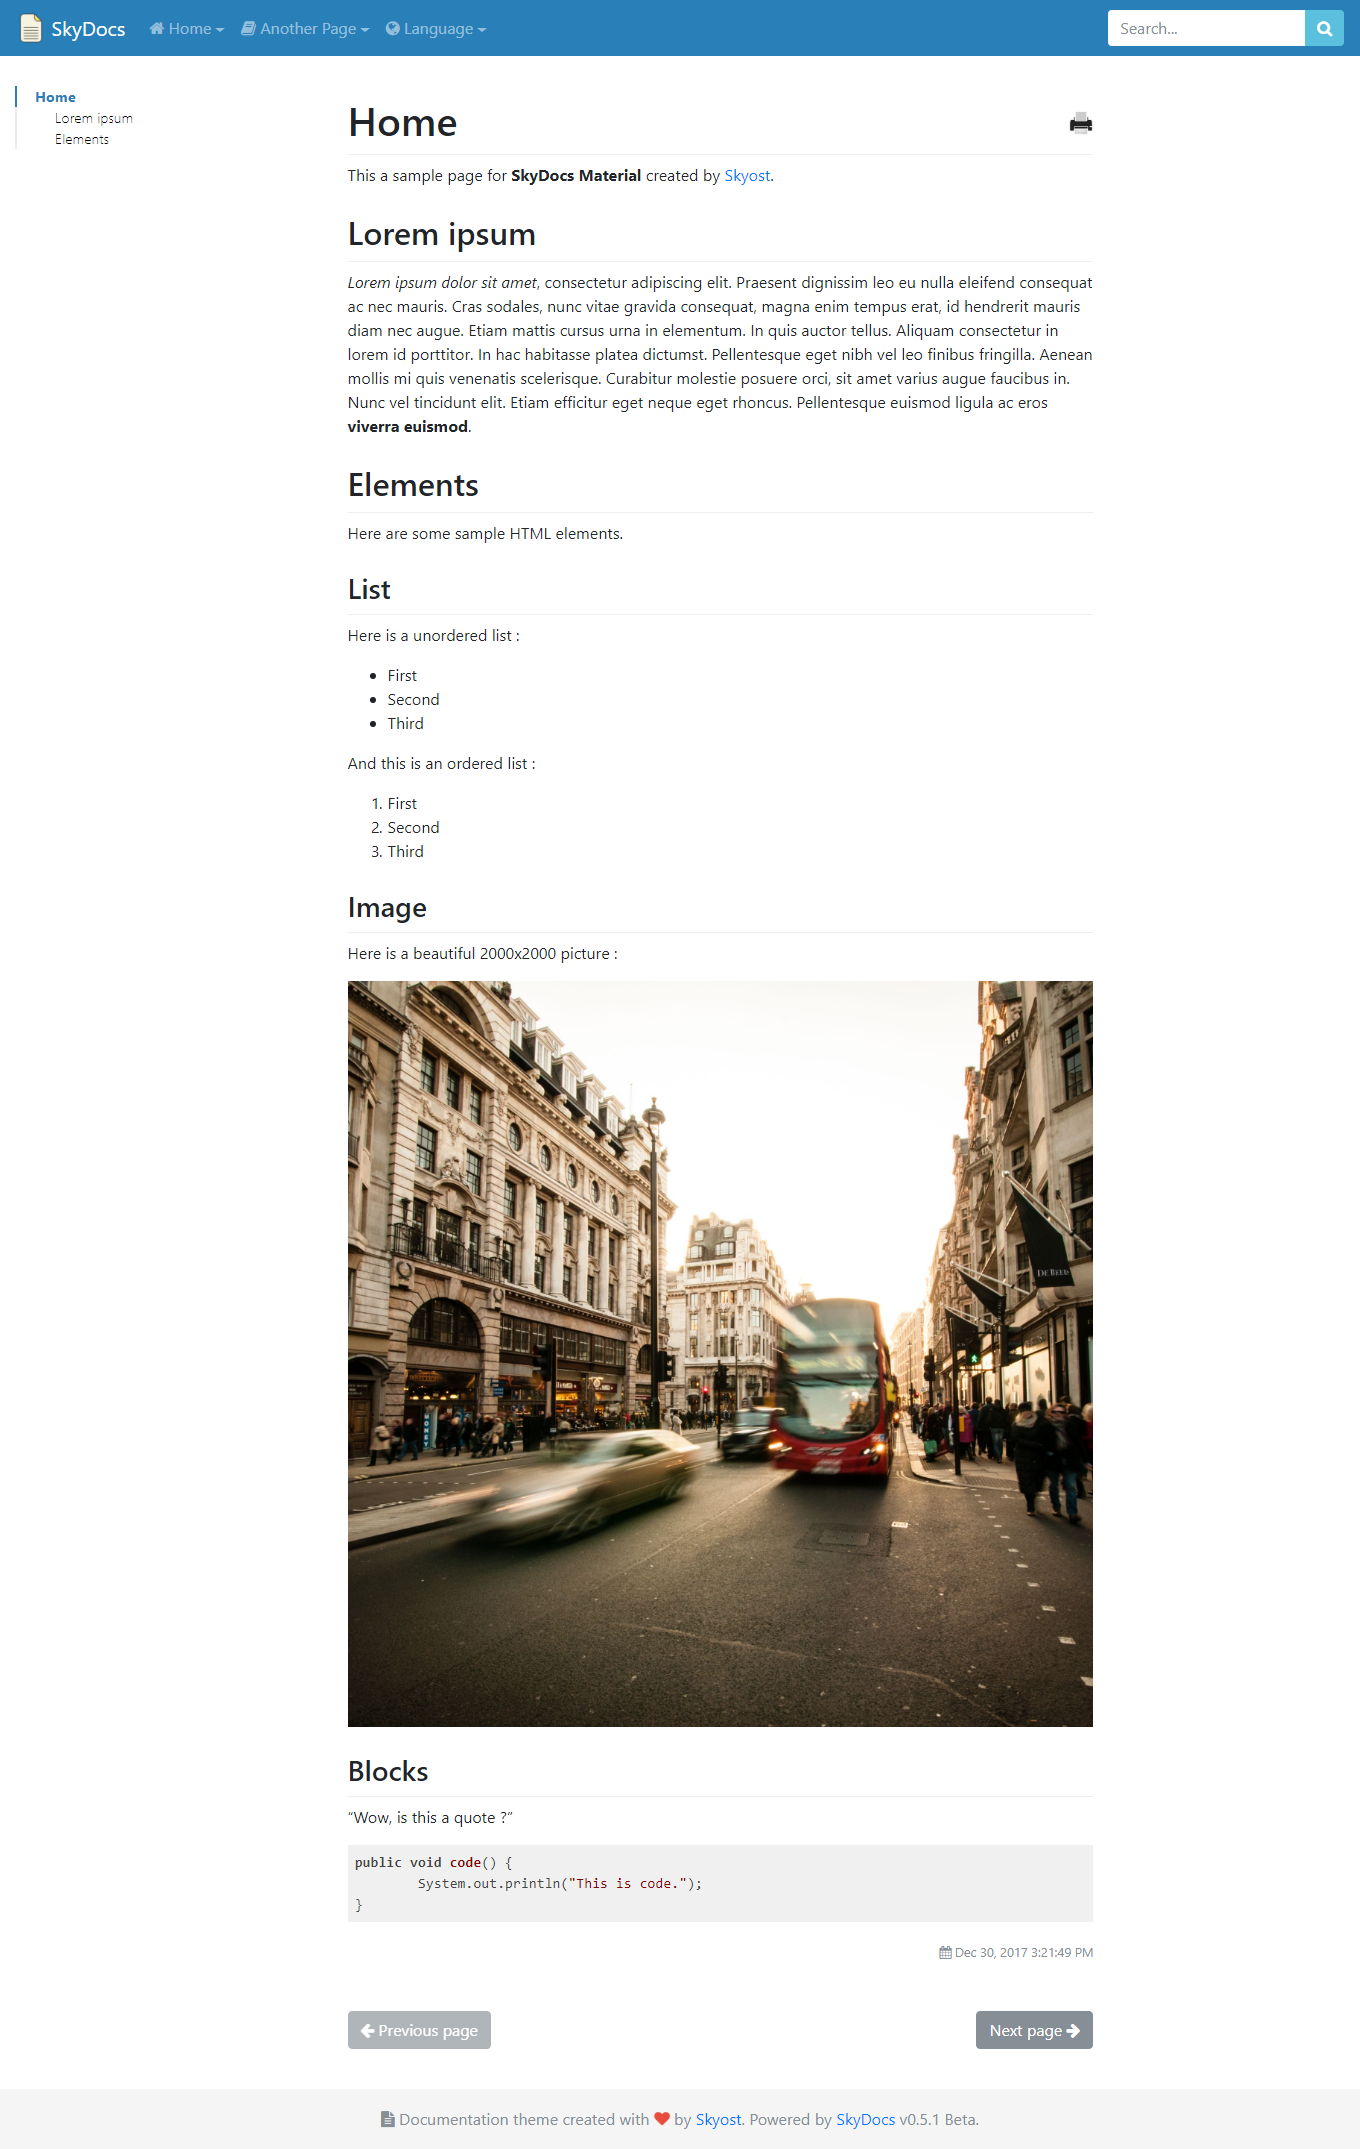 SkyDocs Home Another Page Language Search...
Home
Lorem ipsum
Elements
Home
This a sample page for SkyDocs Material created by Skyost.
Lorem ipsum
Lorem ipsum dolor sit amet, consectetur adipiscing elit. Praesent dignissim leo eu nulla eleifend consequat
ac nec mauris. Cras sodales, nunc vitae gravida consequat, magna enim tempus erat, id hendrerit mauris
diam nec augue. Etiam mattis cursus urna in elementum. In quis auctor tellus. Aliquam consectetur in
lorem id porttitor. In hac habitasse platea dictumst. Pellentesque eget nibh vel leo finibus fringilla. Aenean
mollis mi quis venenatis scelerisque. Curabitur molestie posuere orci, sit amet varius augue faucibus in.
Nunc vel tincidunt elit. Etiam efficitur eget neque eget rhoncus. Pellentesque euismod ligula ac eros
viverra euismod.
Elements
Here are some sample HTML elements.
List
Here is a unordered list :
• First
• Second
• Third
And this is an ordered list :
1. First
2. Second
3. Third
Image
Here is a beautiful 2000x2000 picture :
DE BEERS
MONEY
Blocks
“Wow, is this a quote ?”
public void code() {
System.out.println("This is code.");
}
Dec 30, 2017 3:21:49 PM
Previous page
Next page
Documentation theme created with ❤ by Skyost. Powered by SkyDocs v0.5.1 Beta.